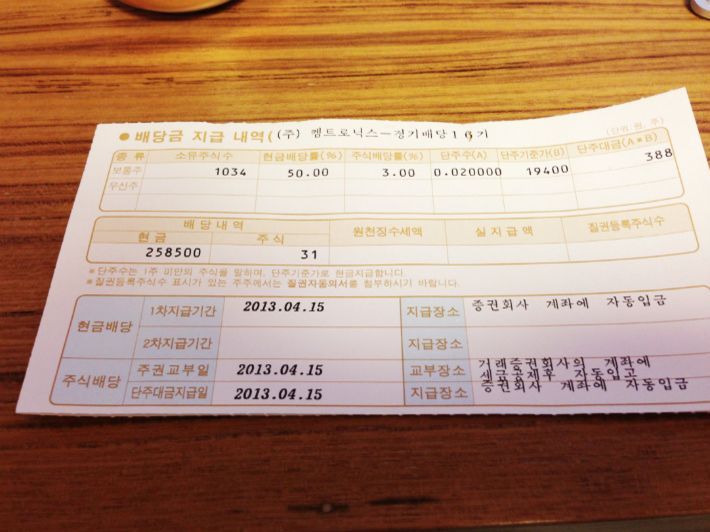 ● 배당금 지급 내역( (주) 켐트로닉스-정기배당16기
(단위:원,주)
종 류 소유주식수 현금배당률(%) 주식배당률(%) 단주수(A) 단주기준가(B) 단주대금(A*B)
보통주 1034 50.00 3.00 0.020000 19400 388
우선주
배 당 내 역 원천징수세액 실 지 급 액 질권등록주식수
현 금 주 식
258500 31
* 단주수는 1주 미만의 주식을 말하며, 단주기준가로 현금지급합니다.
* 질권등록주식수 표시가 있는 주주께서는 질권자동의서를 첨부하시기 바랍니다.
현금배당 1차지급기간 2013.04.15 지급장소 증권회사 계좌에 자동입금
2차지급기간 지급장소
주식배당 주권교부일 2013.04.15 교부장소 거래증권회사의 계좌에
세금공제후 자동입고
단주대금지급일 2013.04.15 지급장소 증권회사 계좌에 자동입금